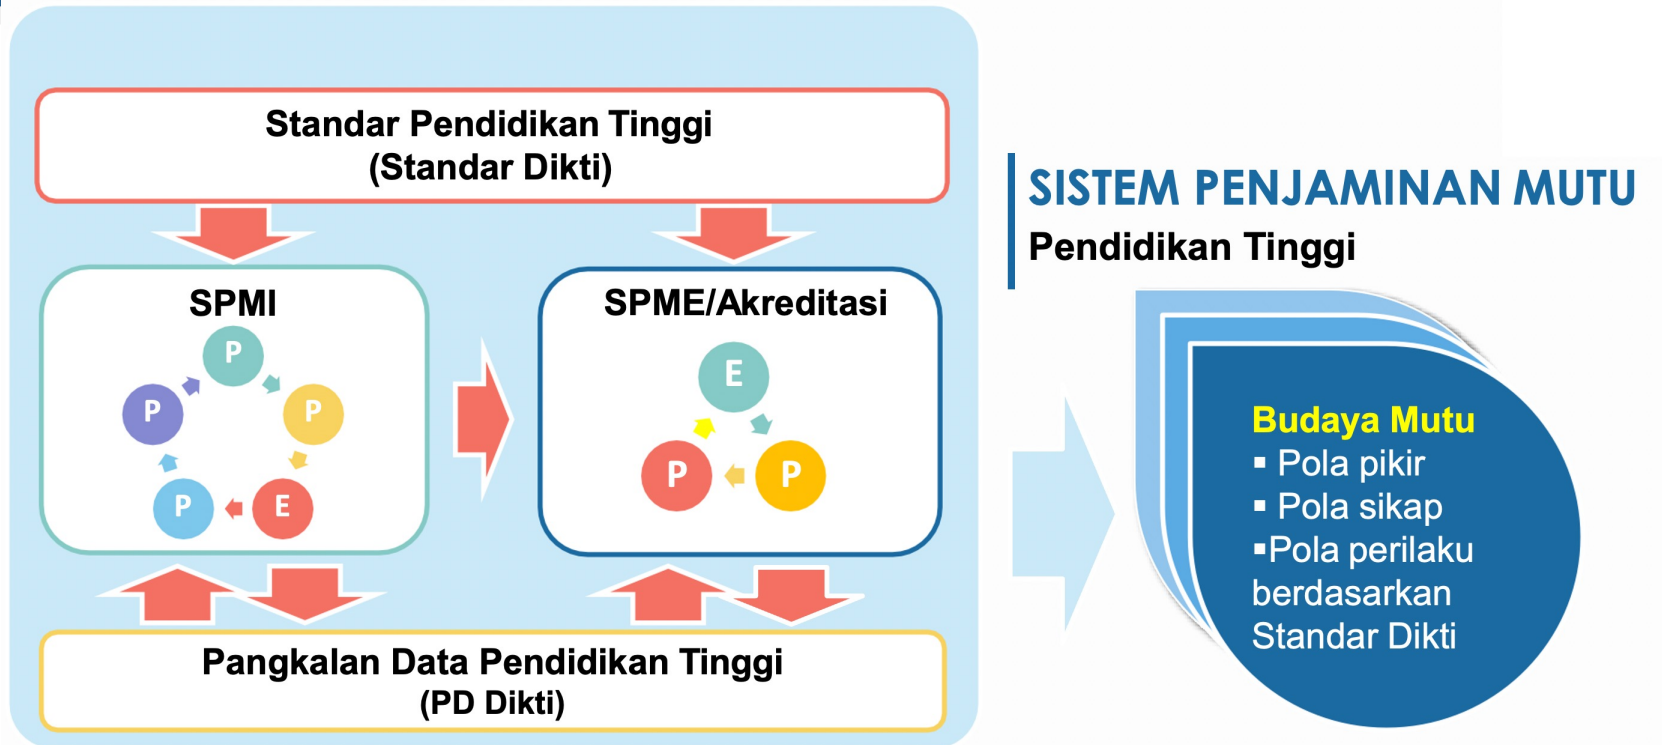 Standar Pendidikan Tinggi
(Standar Dikti)
SPMI
P
P
P
P
E
SPME/Akreditasi
E
P
P
Pangkalan Data Pendidikan Tinggi
(PD Dikti)
SISTEM PENJAMINAN MUTU
Pendidikan Tinggi
Budaya Mutu
▪ Pola pikir
▪ Pola sikap
▪Pola perilaku
berdasarkan
Standar Dikti